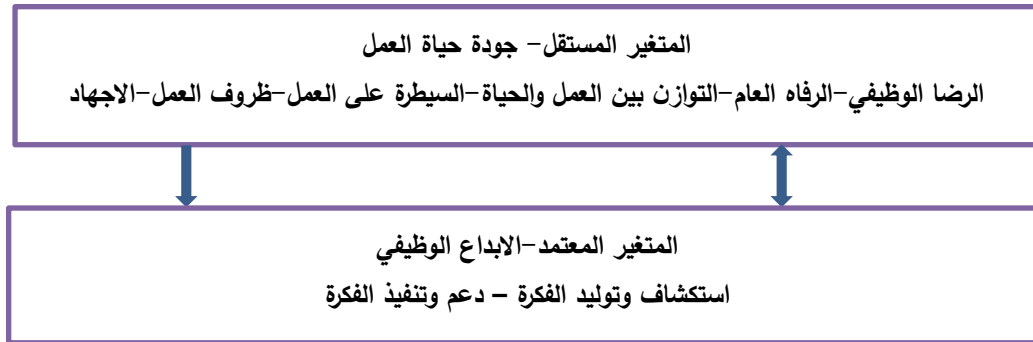 المتغير المستقل- جودة حياة العمل
الرضا الوظيفي-الرفاه العام-التوازن بين العمل والحياة-السيطرة على العمل-ظروف العمل-الاجهاد
المتغير المعتمد-الابداع الوظيفي
استكشاف وتوليد الفكرة – دعم وتنفيذ الفكرة